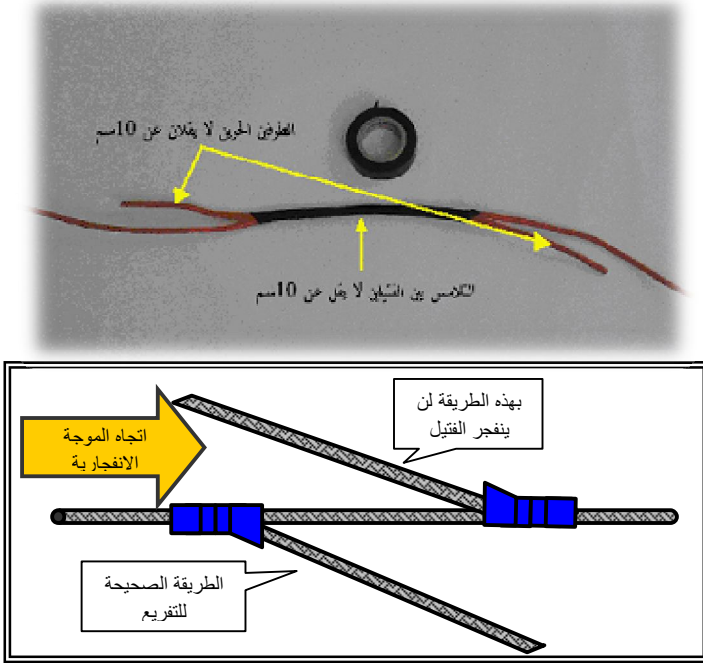 الطرفين الحرين لا يقلان عن 10سم
التلامس بين الفتيلين لا يقل عن 10سم
بهذه الطريقة لن
ينفجر الفتيل
اتجاه الموجة
الانفجارية
الطريقة الصحيحة
للتفريع